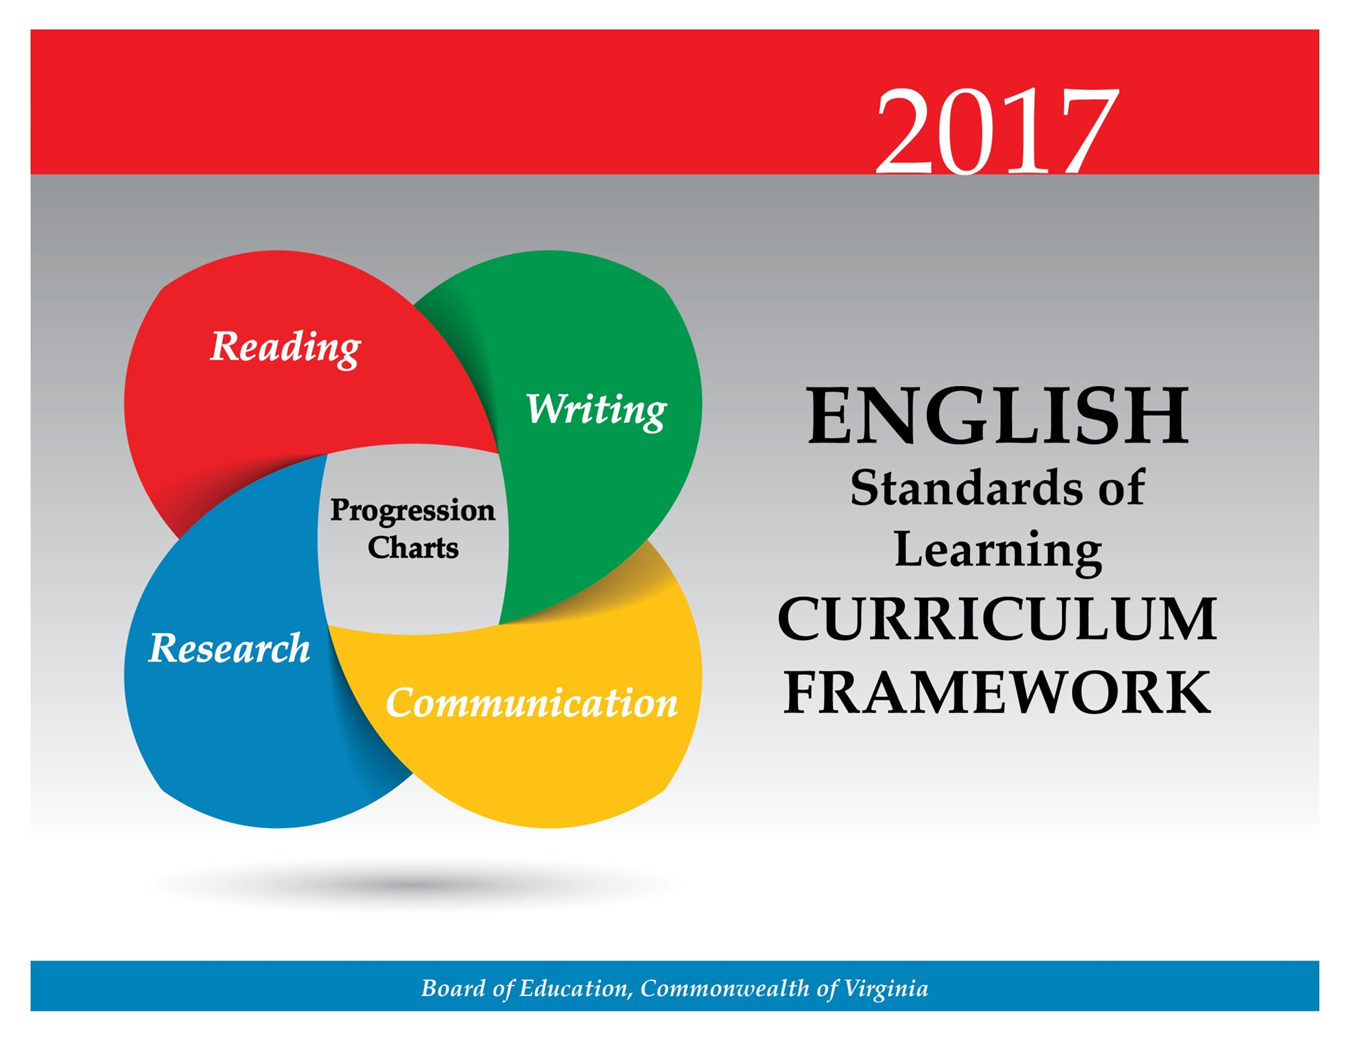 2017
Reading
Writing
Progression
Charts
Research
Communication
ENGLISH
Standards of
Learning
CURRICULUM
FRAMEWORK
Board of Education, Commonwealth of Virginia